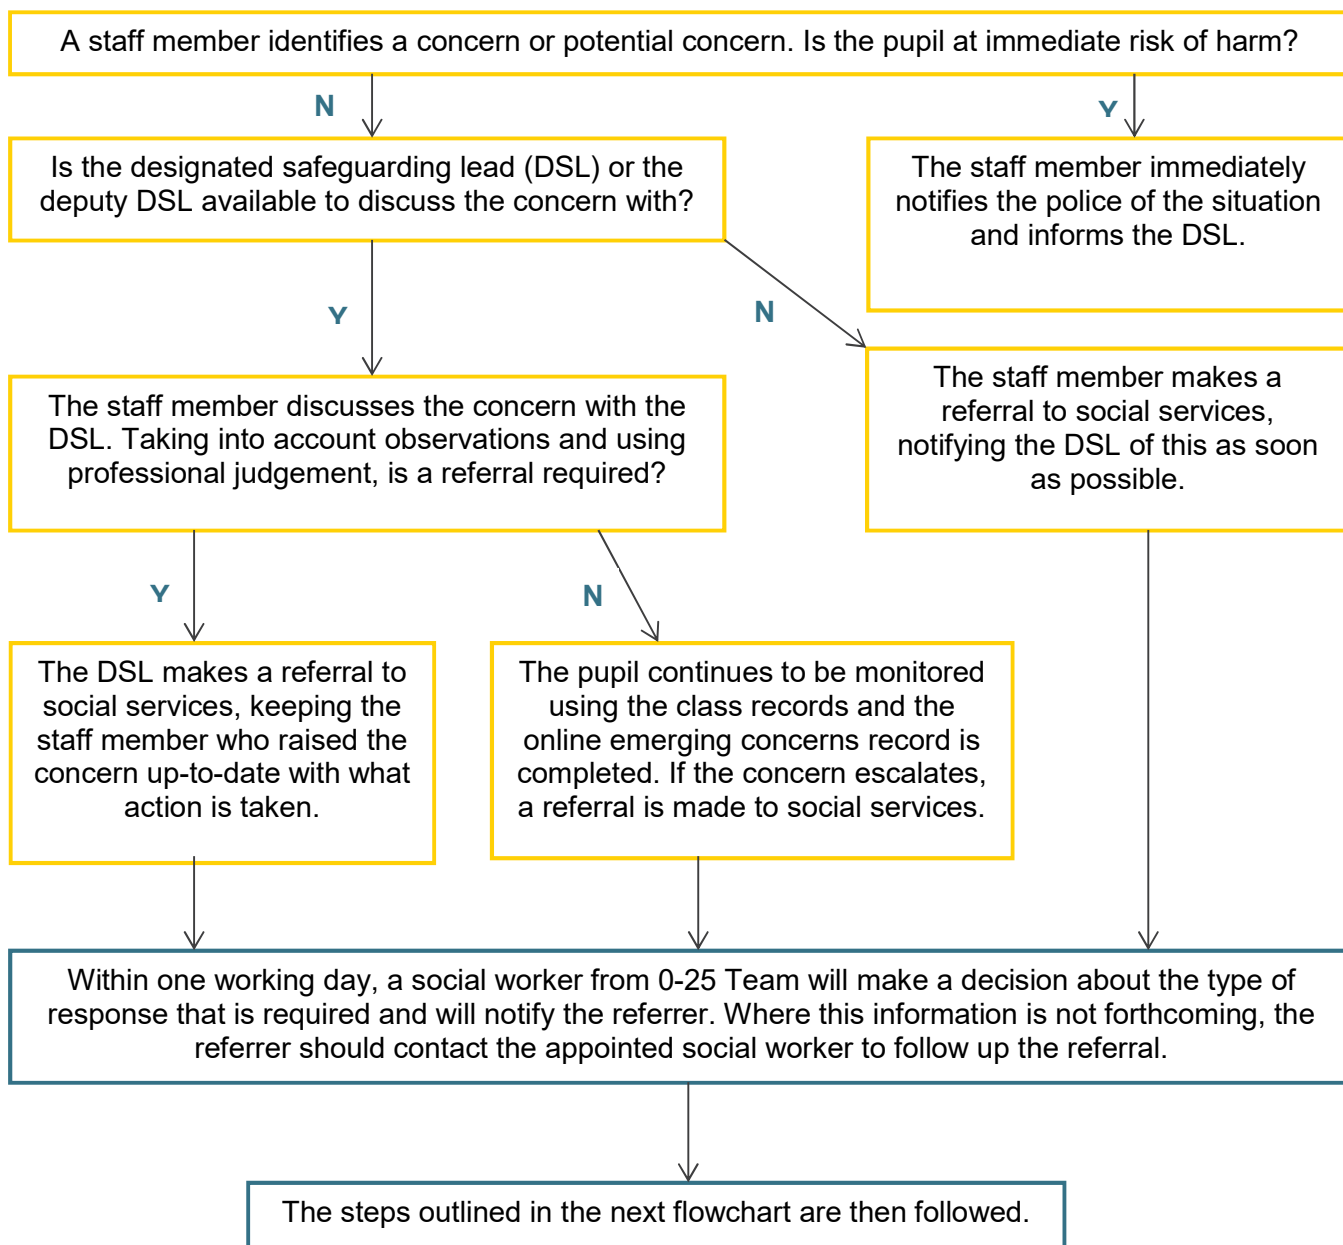 A staff member identifies a concern or potential concern. Is the pupil at immediate risk of harm?
N
Y
Is the designated safeguarding lead (DSL) or the
deputy DSL available to discuss the concern with?
The staff member immediately
notifies the police of the situation
and informs the DSL.
Y
N
The staff member discusses the concern with the
DSL. Taking into account observations and using
professional judgement, is a referral required?
The staff member makes a
referral to social services,
notifying the DSL of this as soon
as possible.
Y
N
The DSL makes a referral to
social services, keeping the
staff member who raised the
concern up-to-date with what
action is taken.
The pupil continues to be monitored
using the class records and the
online emerging concerns record is
completed. If the concern escalates,
a referral is made to social services.
Within one working day, a social worker from 0-25 Team will make a decision about the type of
response that is required and will notify the referrer. Where this information is not forthcoming, the
referrer should contact the appointed social worker to follow up the referral.
The steps outlined in the next flowchart are then followed.